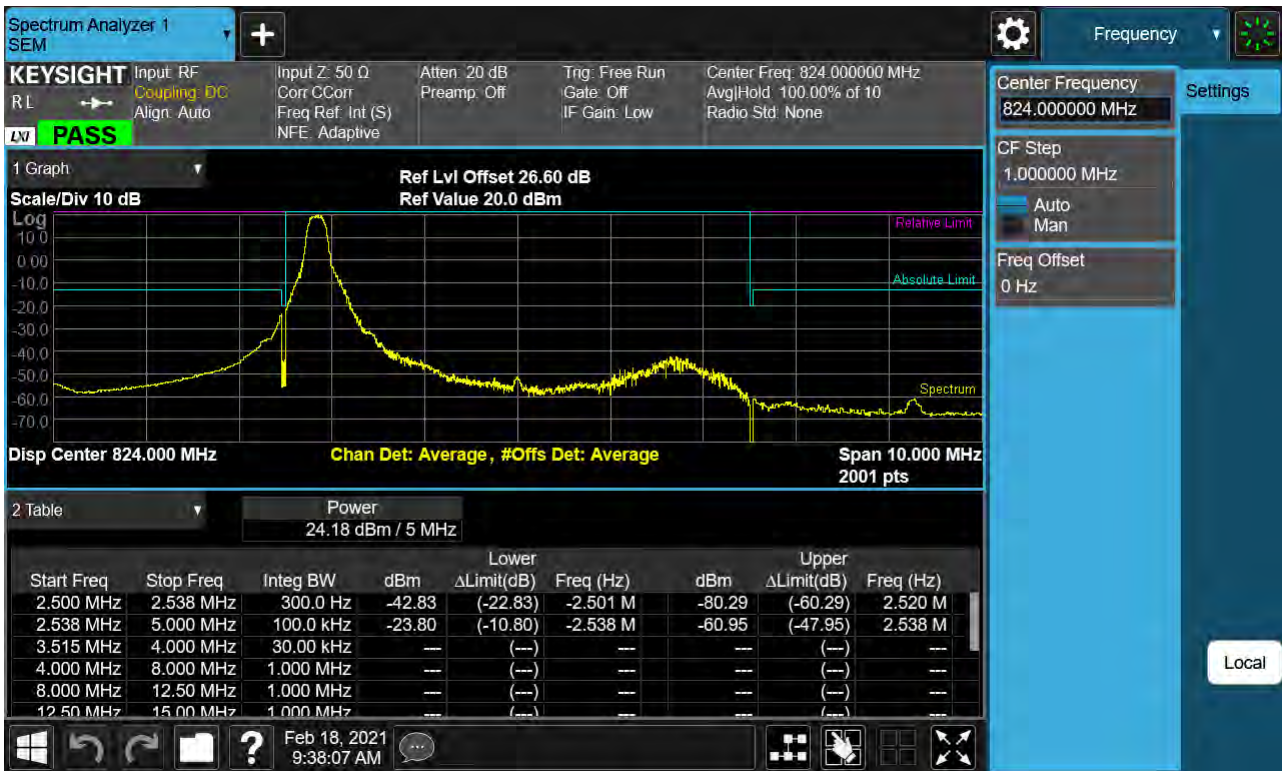 Spectrum Analyzer 1
SEM
Frequency
KEYSIGHT
R L
LXI PASS
Input: RF
Coupling: DC
Align: Auto
Input Z: 50 Ω
Corr CCorr
Freq Ref: Int (S)
NFE: Adaptive
Atten: 20 dB
Preamp: Off
Trig: Free Run
Gate: Off
IF Gain: Low
Center Freq: 824.000000 MHz
Avg|Hold: 100.00% of 10
Radio Std: None
Center Frequency
824.000000 MHz
Settings
CF Step
1.000000 MHz
Auto
Man
Freq Offset
0 Hz
1 Graph
Scale/Div 10 dB
Ref Lvl Offset 26.60 dB
Ref Value 20.0 dBm
Log
10.0
0.00
-10.0
-20.0
-30.0
-40.0
-50.0
-60.0
-70.0
Relative Limit
Absolute Limit
Spectrum
Disp Center 824.000 MHz
Chan Det: Average, #Offs Det: Average
Span 10.000 MHz
2001 pts
2 Table
Power
24.18 dBm / 5 MHz
Lower Upper
Start Freq Stop Freq Integ BW dBm ΔLimit(dB) Freq (Hz) dBm ΔLimit(dB) Freq (Hz)
2.500 MHz 2.538 MHz 300.0 Hz -42.83 (-22.83) -2.501 M -80.29 (-60.29) 2.520 M
2.538 MHz 5.000 MHz 100.0 kHz -23.80 (-10.80) -2.538 M -60.95 (-47.95) 2.538 M
3.515 MHz 4.000 MHz 30.00 kHz --- (---) --- --- (---) ---
4.000 MHz 8.000 MHz 1.000 MHz --- (---) --- --- (---) ---
8.000 MHz 12.50 MHz 1.000 MHz --- (---) --- --- (---) ---
12.50 MHz 15.00 MHz 1.000 MHz --- (---) --- --- (---) ---
Local
?
Feb 18, 2021
9:38:07 AM